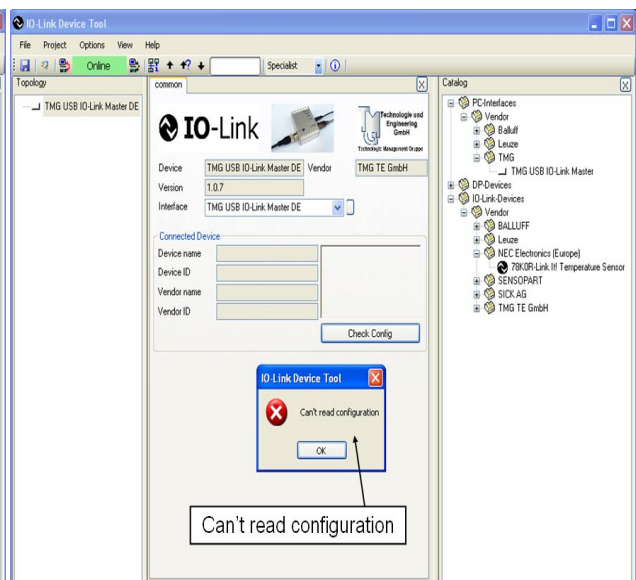 IO-Link Device Tool
File Project Options View Help
Online Specialist
Topology
TMG USB IO-Link Master DE
common
IO-Link
Technologie und
Engineering
GmbH
Technologie Management Gruppe
Device TMG USB IO-Link Master DE Vendor TMG TE GmbH
Version 1.0.7
Interface TMG USB IO-Link Master DE
Connected Device
Device name
Device ID
Vendor name
Vendor ID
Check Config
IO-Link Device Tool
Can't read configuration
OK
Can't read configuration
Catalog
PC-Interfaces
Vendor
Balluff
Leuze
TMG
TMG USB IO-Link Master
DP-Devices
IO-Link-Devices
Vendor
BALLUFF
Leuze
NEC Electronics (Europe)
78K0R-Link It! Temperature Sensor
SENSOPART
SICK AG
TMG TE GmbH